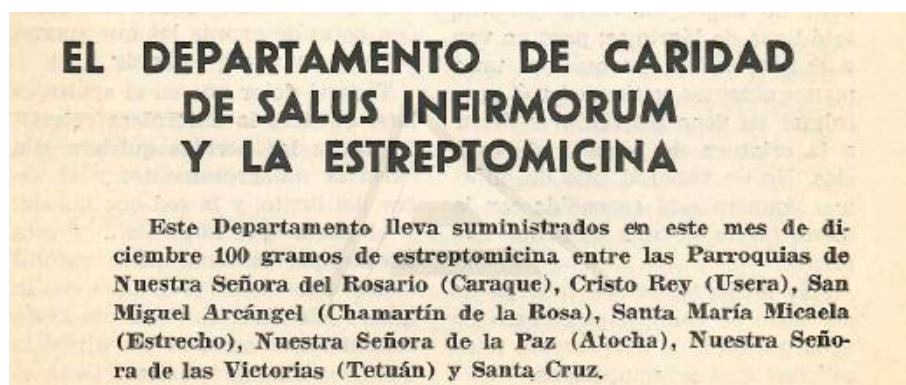 EL DEPARTAMENTO DE CARIDAD
DE SALUS INFIRMORUM
Y LA ESTREPTOMICINA
Este Departamento lleva suministrados en este mes de di-
ciembre 100 gramos de estreptomicina entre las Parroquias de
Nuestra Señora del Rosario (Caraque), Cristo Rey (Usera), San
Miguel Arcángel (Chamartín de la Rosa), Santa María Micaela
(Estrecho), Nuestra Señora de la Paz (Atocha), Nuestra Seño-
ra de las Victorias (Tetuán) y Santa Cruz.